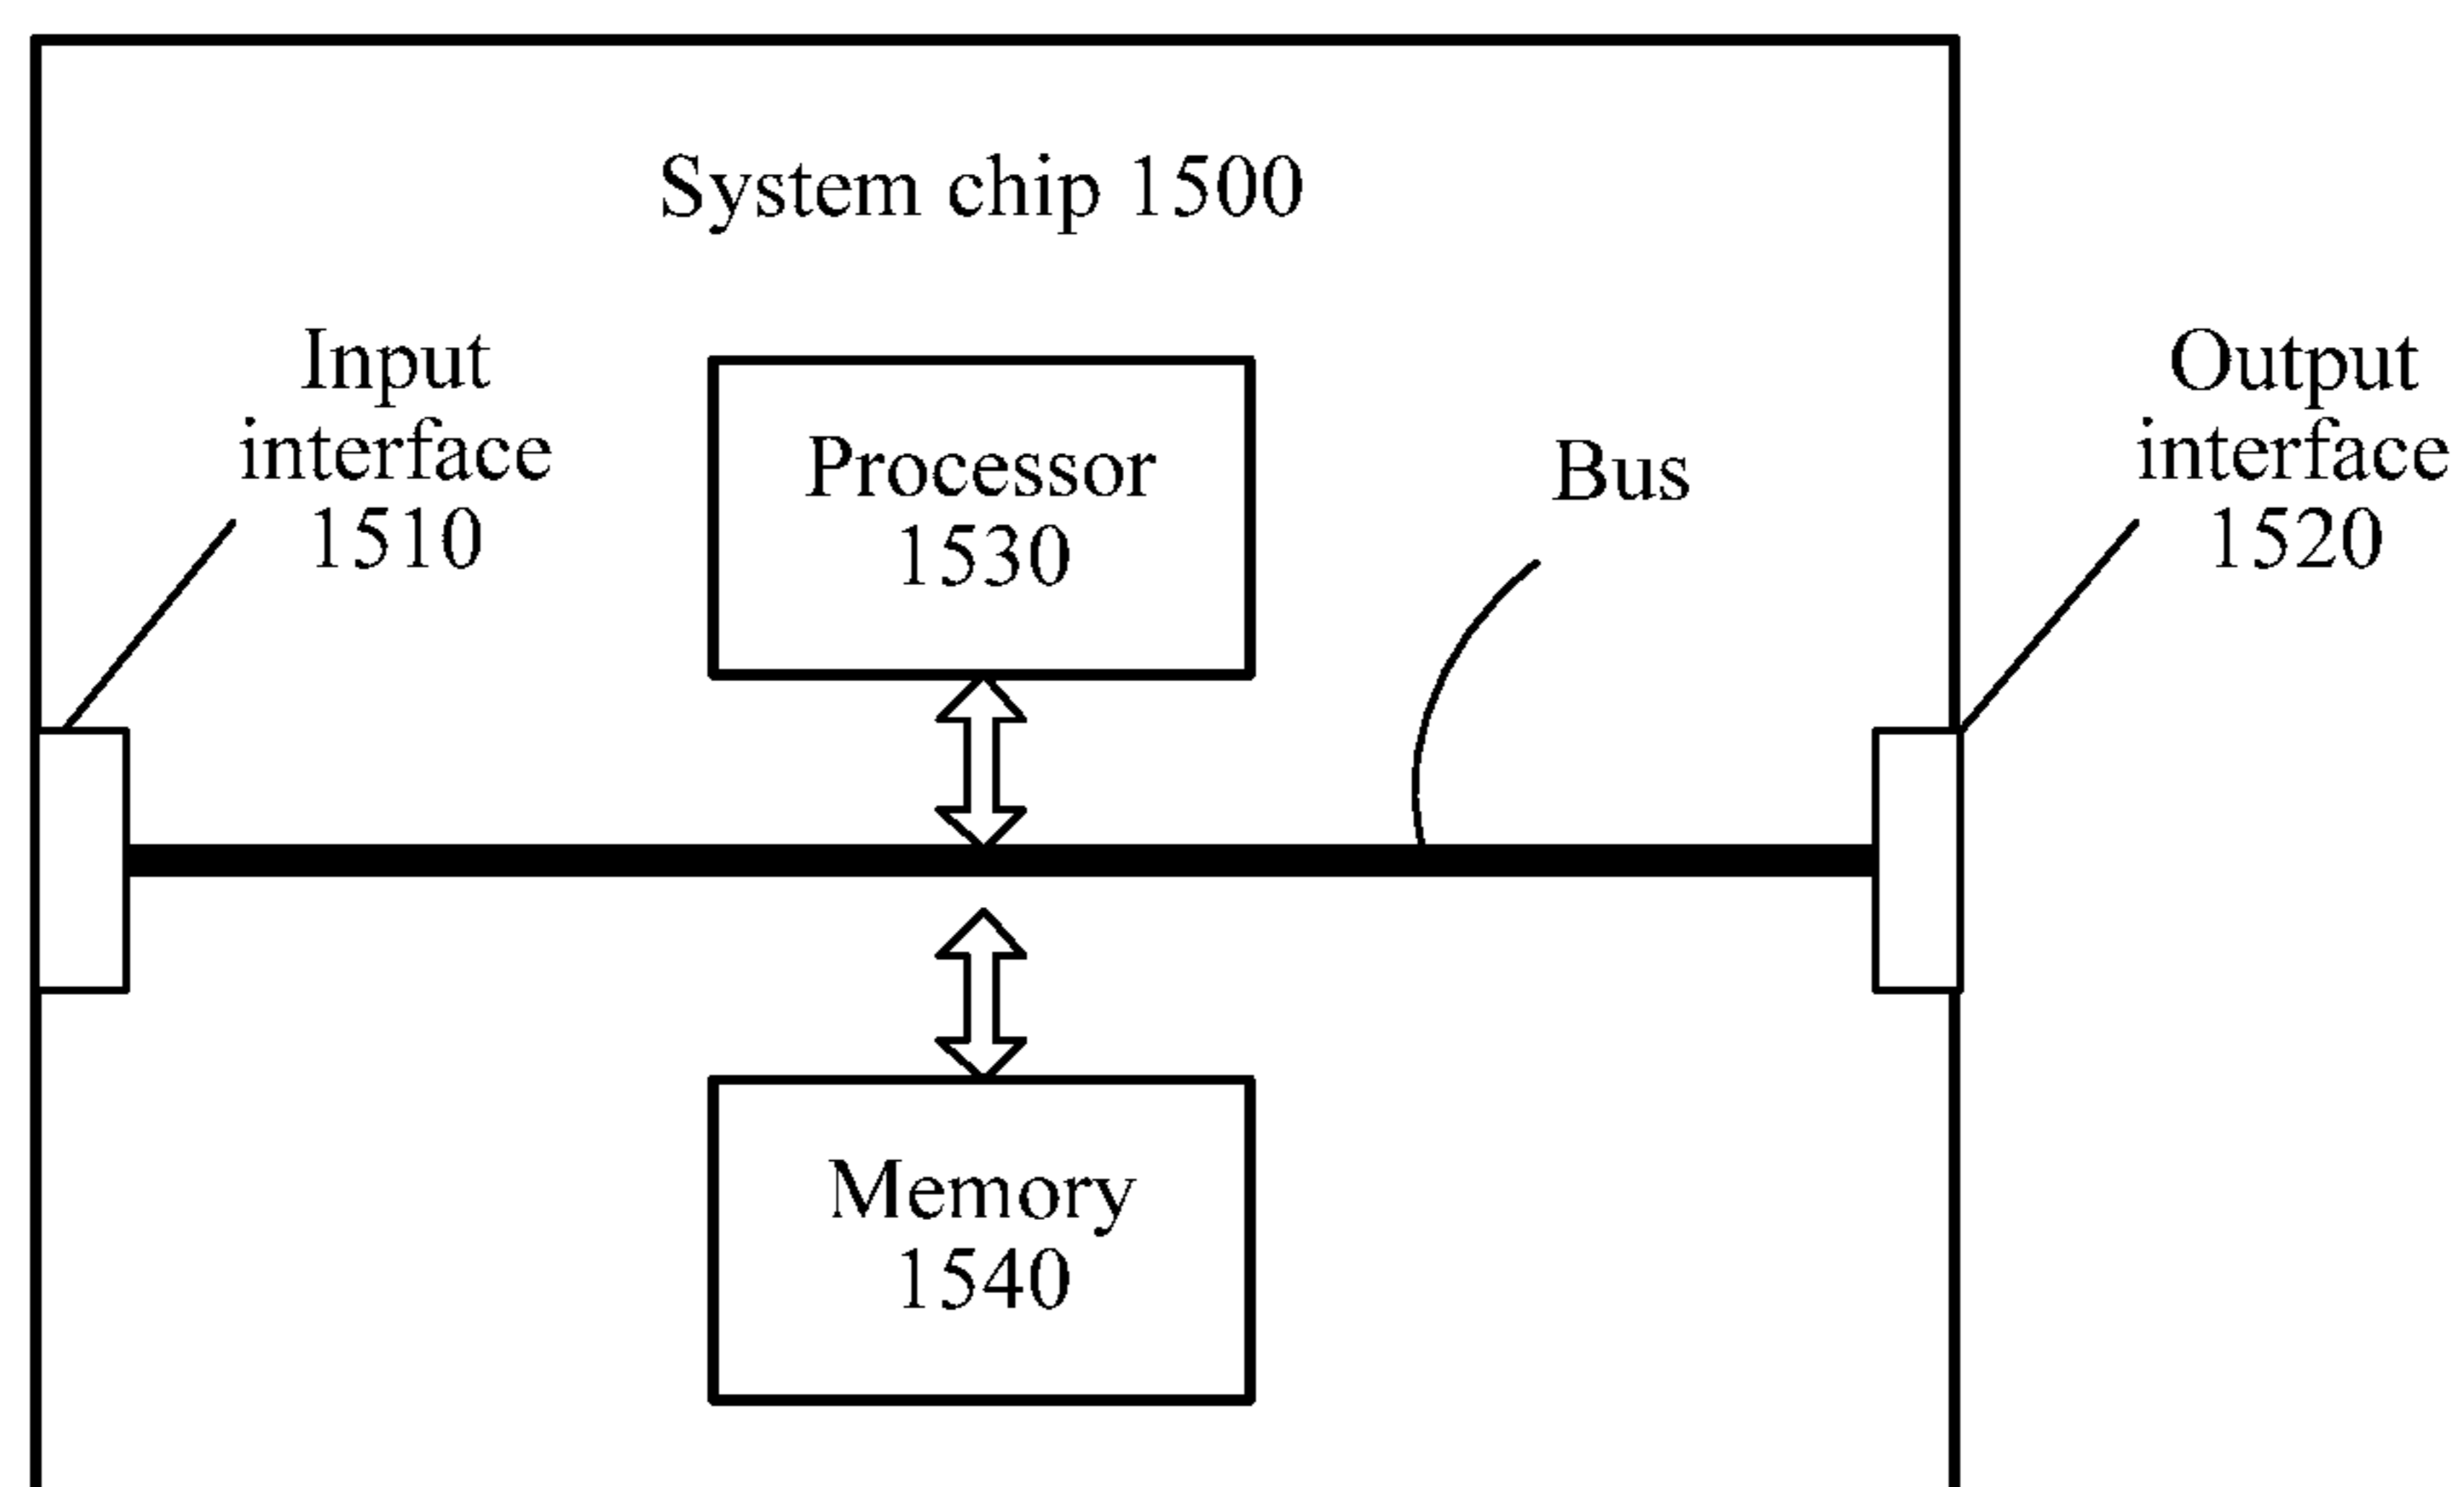 System chip 1500
Input
interface
1510
Processor
1530
Bus
Output
interface
1520
Memory
1540